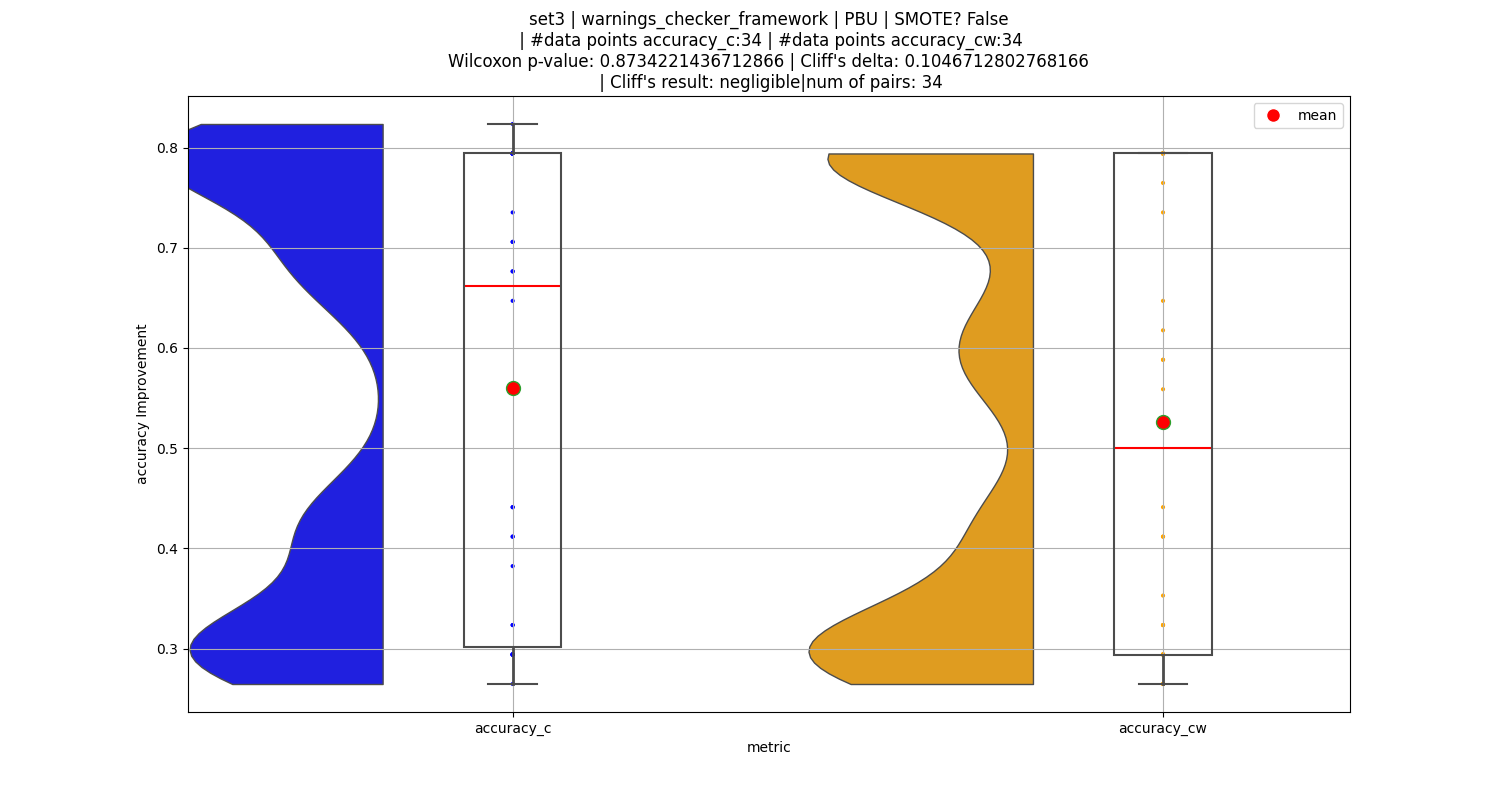 set3 | warnings_checker_framework | PBU | SMOTE? False
| #data points accuracy_c:34 | #data points accuracy_cw:34
Wilcoxon p-value: 0.8734221436712866 | Cliff's delta: 0.1046712802768166
| Cliff's result: negligible|num of pairs: 34
mean
0.8
0.7
0.6
0.5
0.4
0.3
accuracy Improvement
accuracy_c
accuracy_cw
metric